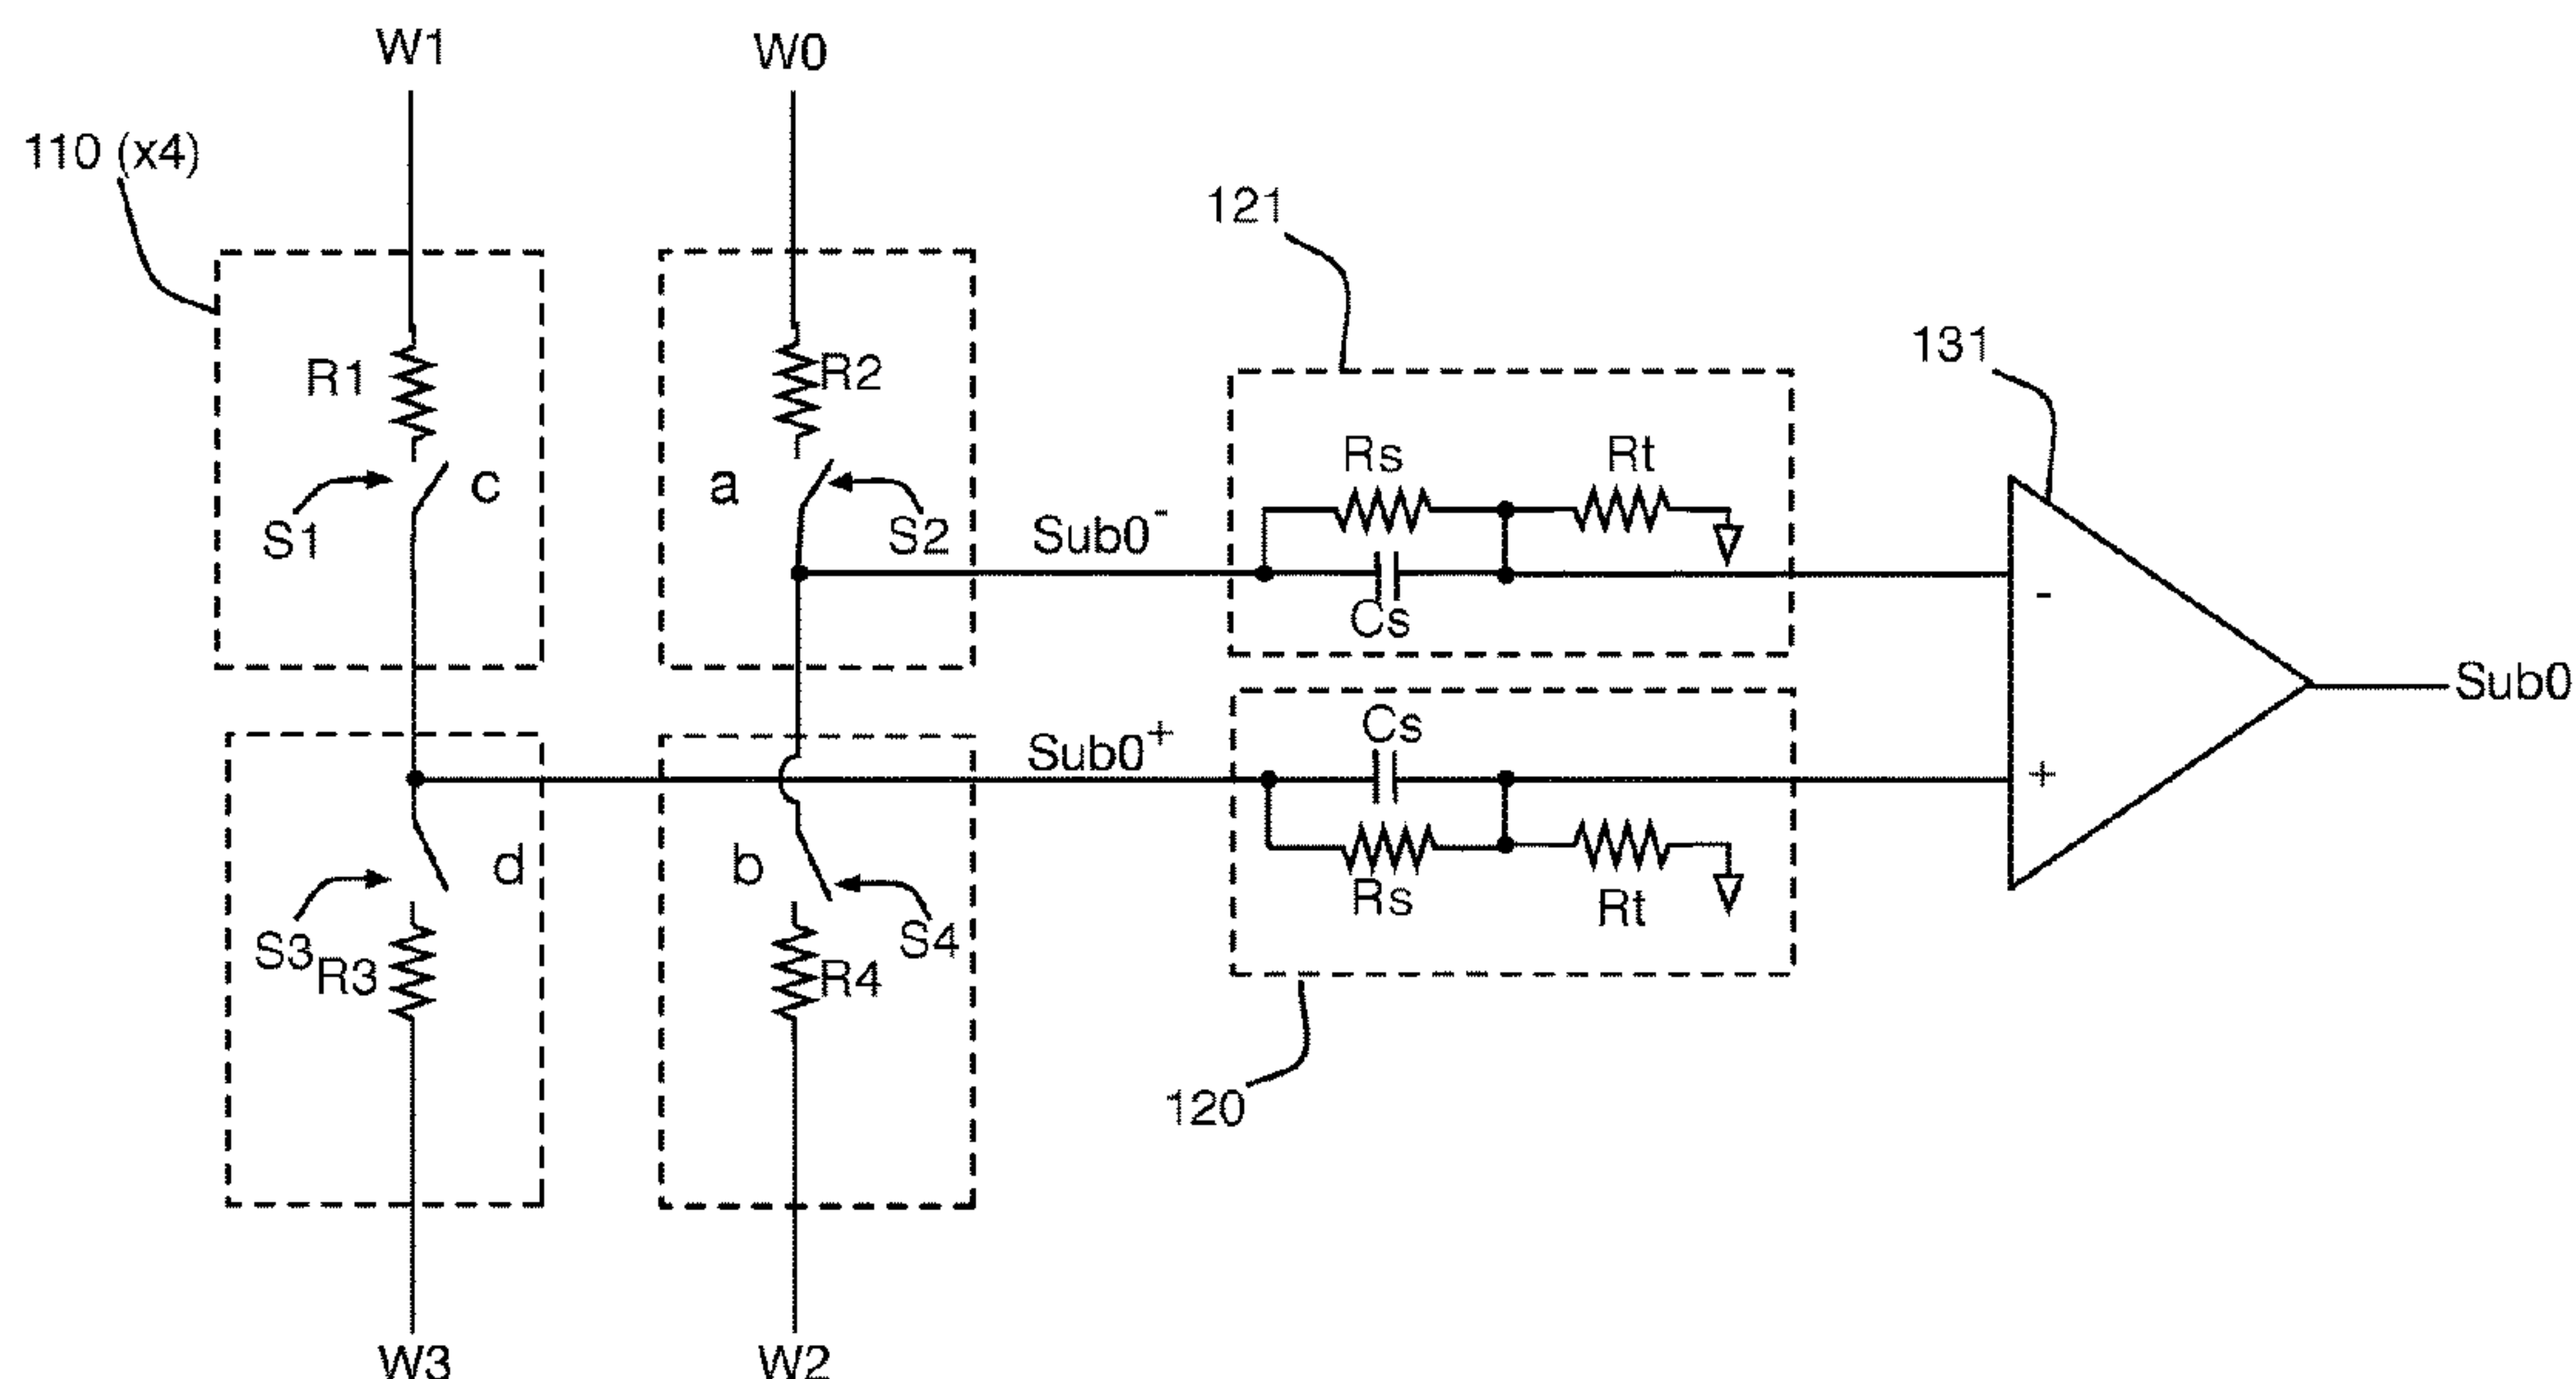 W1
W0
110 (x4)
121
131
R1
R2
Rs
Rt
S1
c
a
S2
Sub0-
Cs
-
Sub0
Sub0+
Cs
+
d
b
S3
R3
S4
R4
Rs
Rt
120
W3
W2